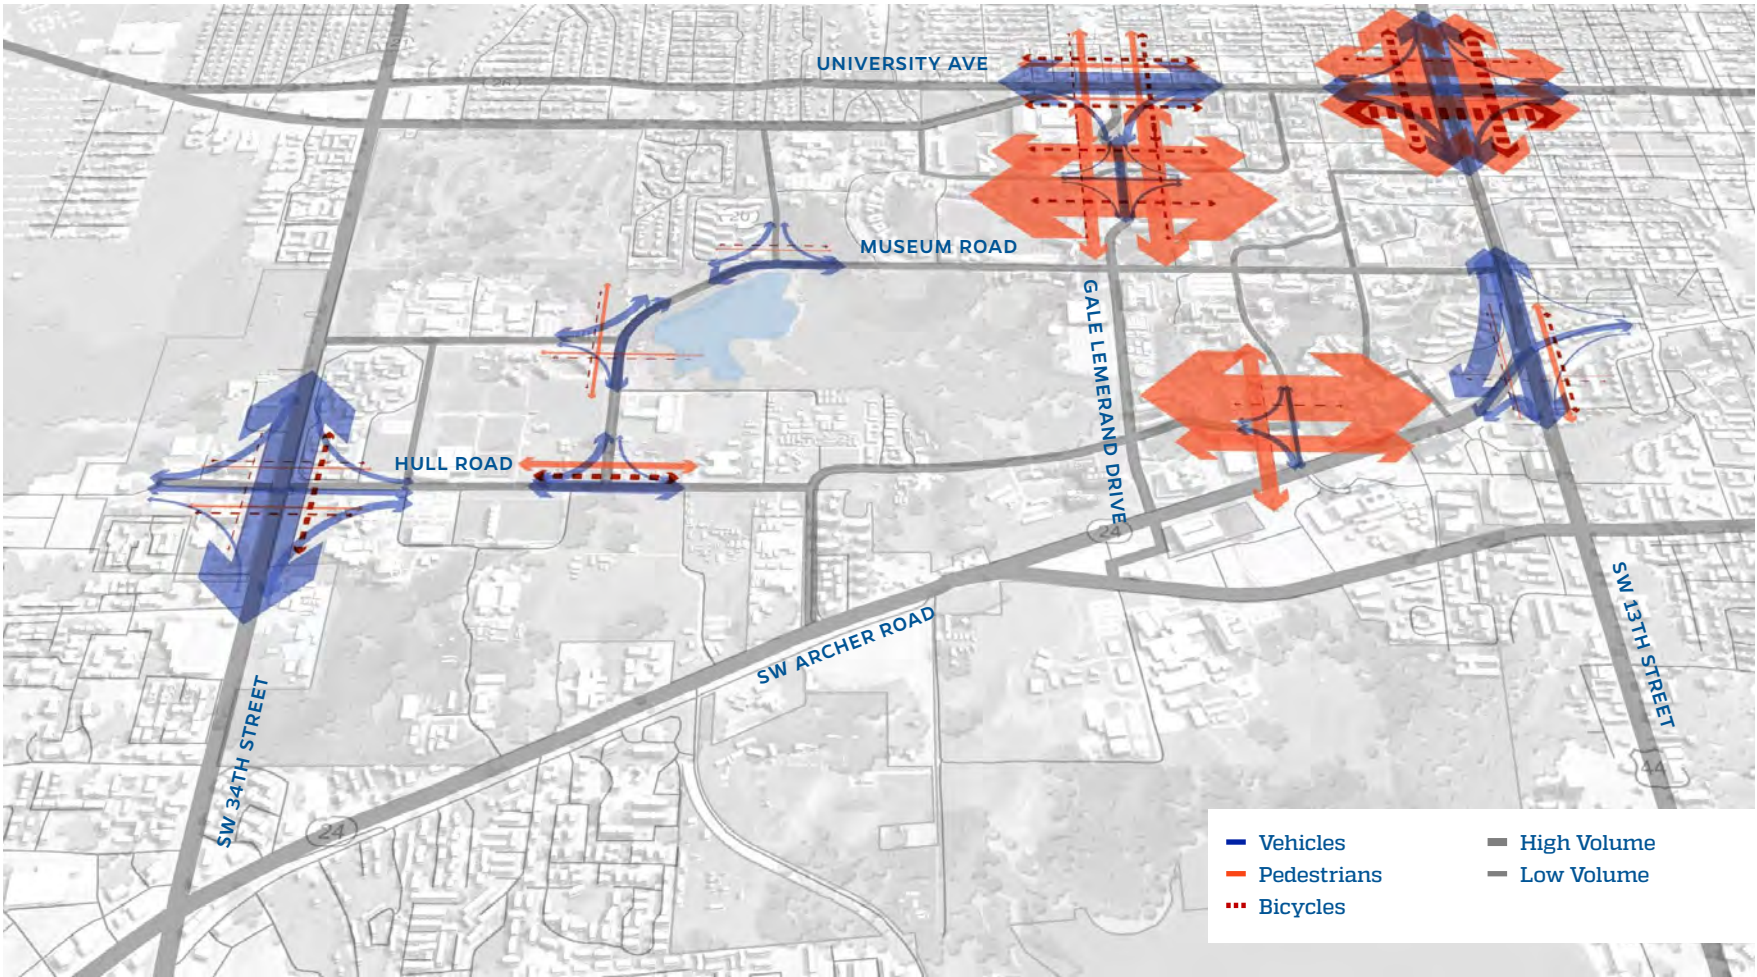 UNIVERSITY AVE
MUSEUM ROAD
GALE LEMERAND DRIVE
HULL ROAD
24
SW ARCHER ROAD
SW 13TH STREET
SW 34TH STREET
24
Vehicles
Pedestrians
Bicycles
High Volume
Low Volume